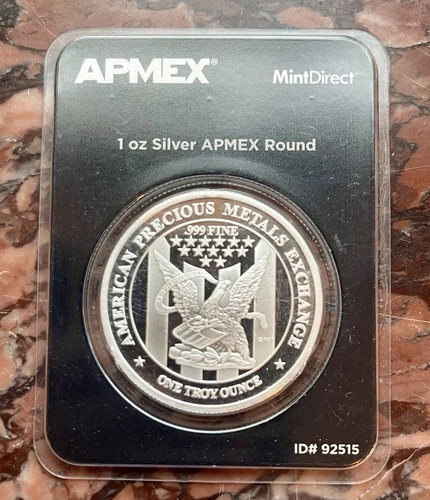 APMEX®
MintDirect®
1 oz Silver APMEX Round
AMERICAN PRECIOUS METALS EXCHANGE
.999 FINE
ONE TROY OUNCE
ID# 92515